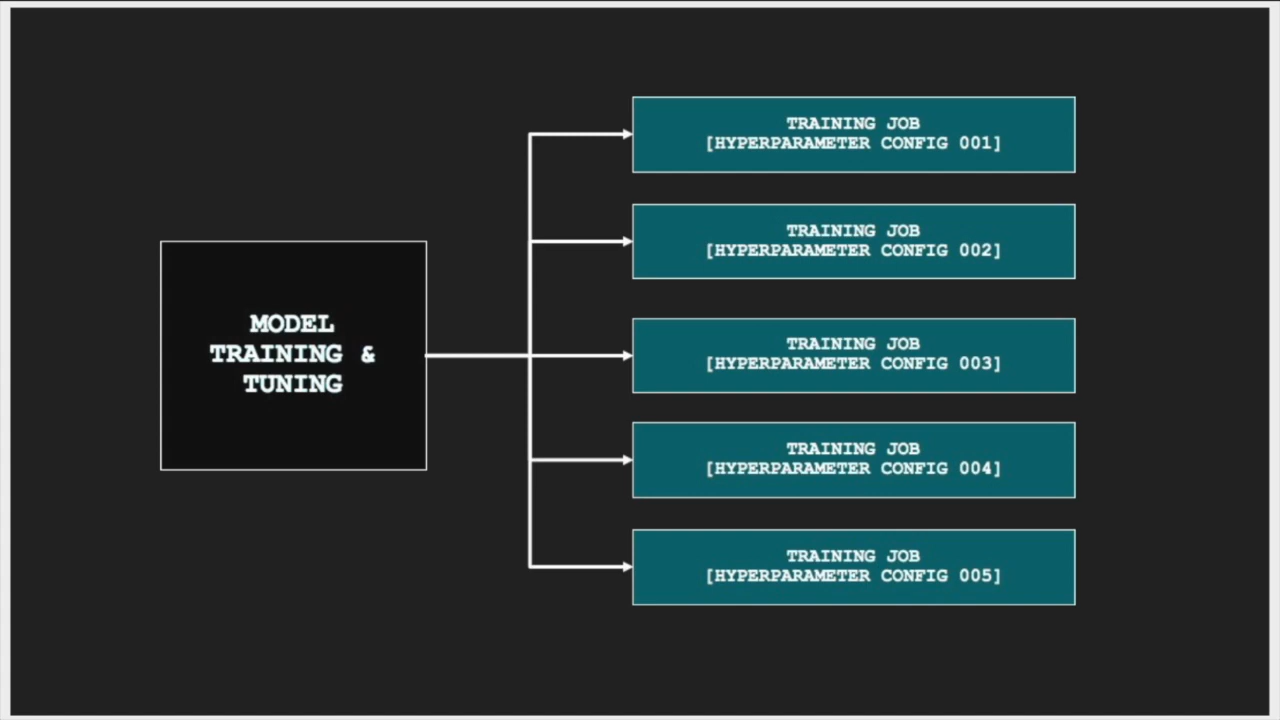 MODEL
TRAINING &
TUNING
TRAINING JOB
[HYPERPARAMETER CONFIG 001]
TRAINING JOB
[HYPERPARAMETER CONFIG 002]
TRAINING JOB
[HYPERPARAMETER CONFIG 003]
TRAINING JOB
[HYPERPARAMETER CONFIG 004]
TRAINING JOB
[HYPERPARAMETER CONFIG 005]